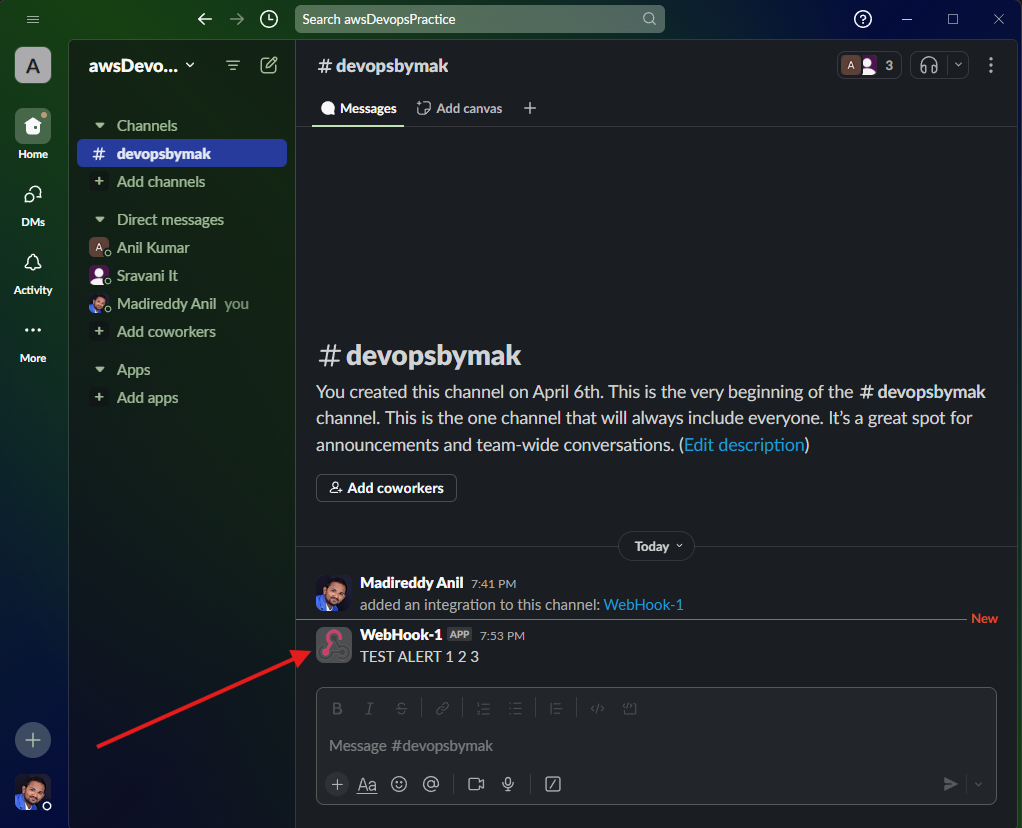 Search awsDevopsPractice
A
awsDevo...
Home
DMs
Activity
More
Channels
# devopsbymak
+ Add channels
Direct messages
A Anil Kumar
Sravani It
Madireddy Anil you
+ Add coworkers
Apps
+ Add apps
# devopsbymak
A 3
Messages
Add canvas
+
# devopsbymak
You created this channel on April 6th. This is the very beginning of the # devopsbymak
channel. This is the one channel that will always include everyone. It’s a great spot for
announcements and team-wide conversations. (Edit description)
Add coworkers
Today
Madireddy Anil 7:41 PM
added an integration to this channel: WebHook-1
New
WebHook-1 APP 7:53 PM
TEST ALERT 1 2 3
B I S
Message #devopsbymak
+ Aa @